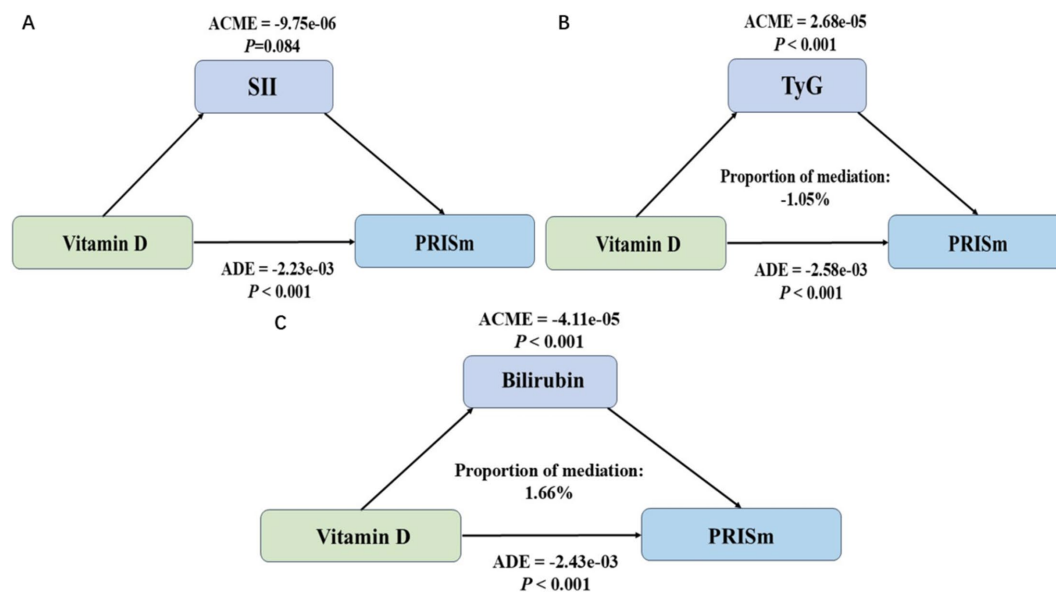 A
ACME = -9.75e-06
P=0.084
SII
Vitamin D
PRISm
ADE = -2.23e-03
P < 0.001
B
ACME = 2.68e-05
P < 0.001
TyG
Proportion of mediation:
-1.05%
Vitamin D
PRISm
ADE = -2.58e-03
P < 0.001
C
ACME = -4.11e-05
P < 0.001
Bilirubin
Proportion of mediation:
1.66%
Vitamin D
PRISm
ADE = -2.43e-03
P < 0.001